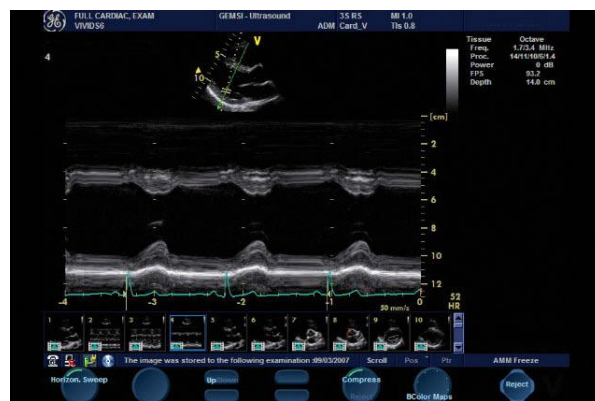 FULL CARDIAC, EXAM
VIVIDS6
GEMSI - Ultrasound
ADM Card_V
3S RS
Tis 0.8
MI 1.0
Tissue Octave
Freq. 1.7/3.4 MHz
Proc. 14/11/10/6/1.4
Power 0 dB
FPS 93.2
Depth 14.0 cm
4
V
5
10
[cm]
2
4
6
8
10
12
-4
-3
-2
-1
0
50 mm/s
52
HR
1 2 3 4 5 6 7 8 9 10
The image was stored to the following examination :09/03/2007 Scroll Pos Ptr AMM Freeze
Horizon. Sweep
Up
Compress
Reject
BColor Maps
Reject